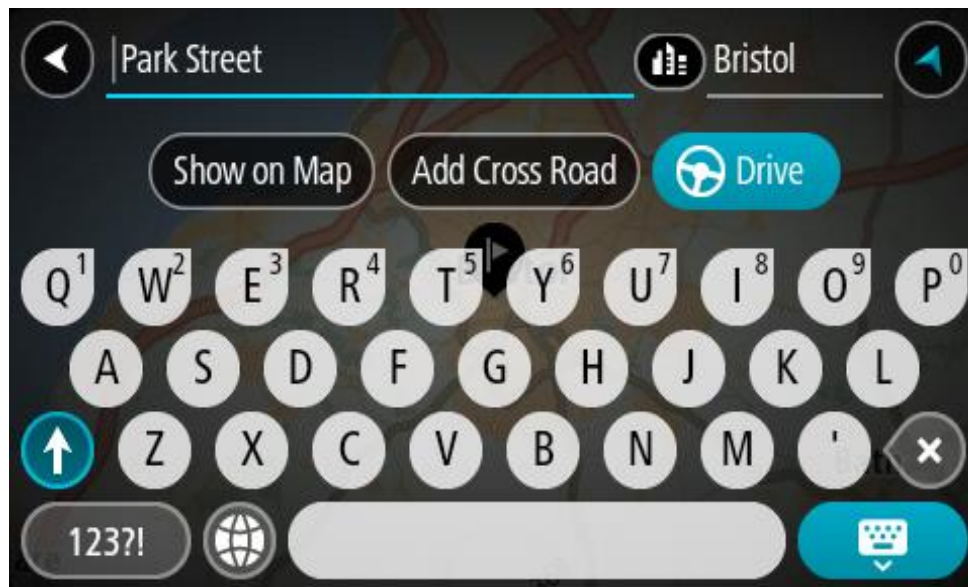 Park Street Bristol
Show on Map Add Cross Road Drive
Q1 W2 E3 R4 T5 Y6 U7 I8 O9 P0
A S D F G H J K L
Z X C V B N M '
123?!